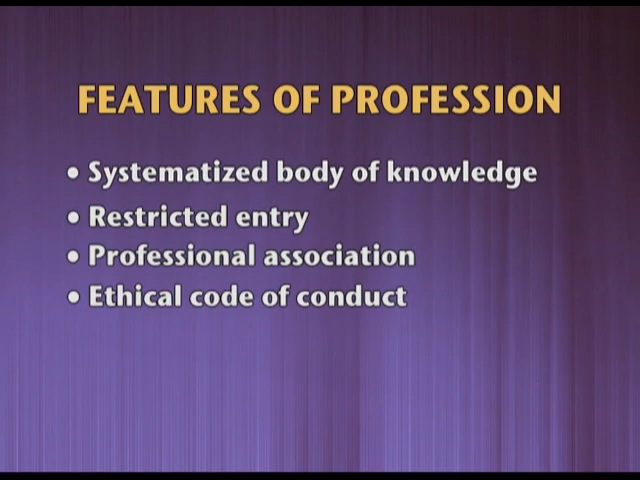 FEATURES OF PROFESSION
• Systematized body of knowledge
• Restricted entry
• Professional association
• Ethical code of conduct